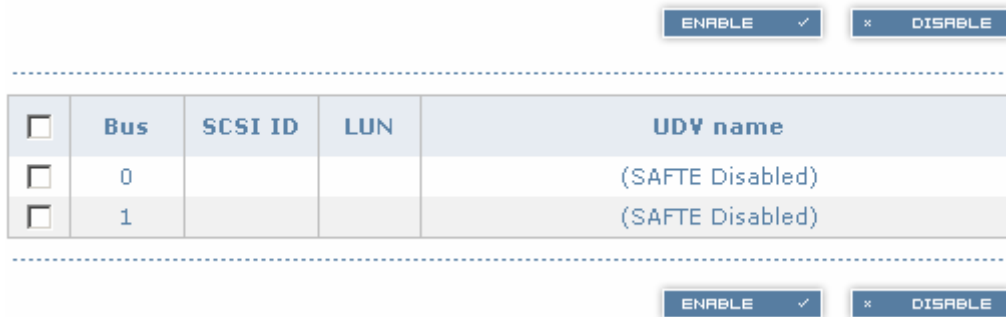 ENABLE DISABLE
Bus SCSI ID LUN UDV name
0 (SAFTE Disabled)
1 (SAFTE Disabled)
ENABLE DISABLE